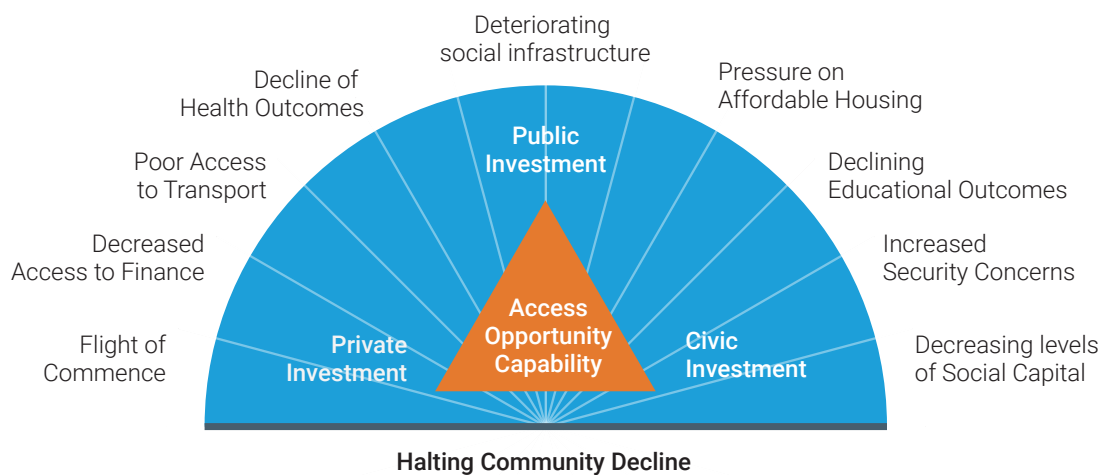 Deteriorating
social infrastructure
Decline of
Health Outcomes
Pressure on
Affordable Housing
Poor Access
to Transport
Declining
Educational Outcomes
Decreased
Access to Finance
Increased
Security Concerns
Flight of
Commence
Decreasing levels
of Social Capital
Public
Investment
Private
Investment
Access
Opportunity
Capability
Civic
Investment
Halting Community Decline